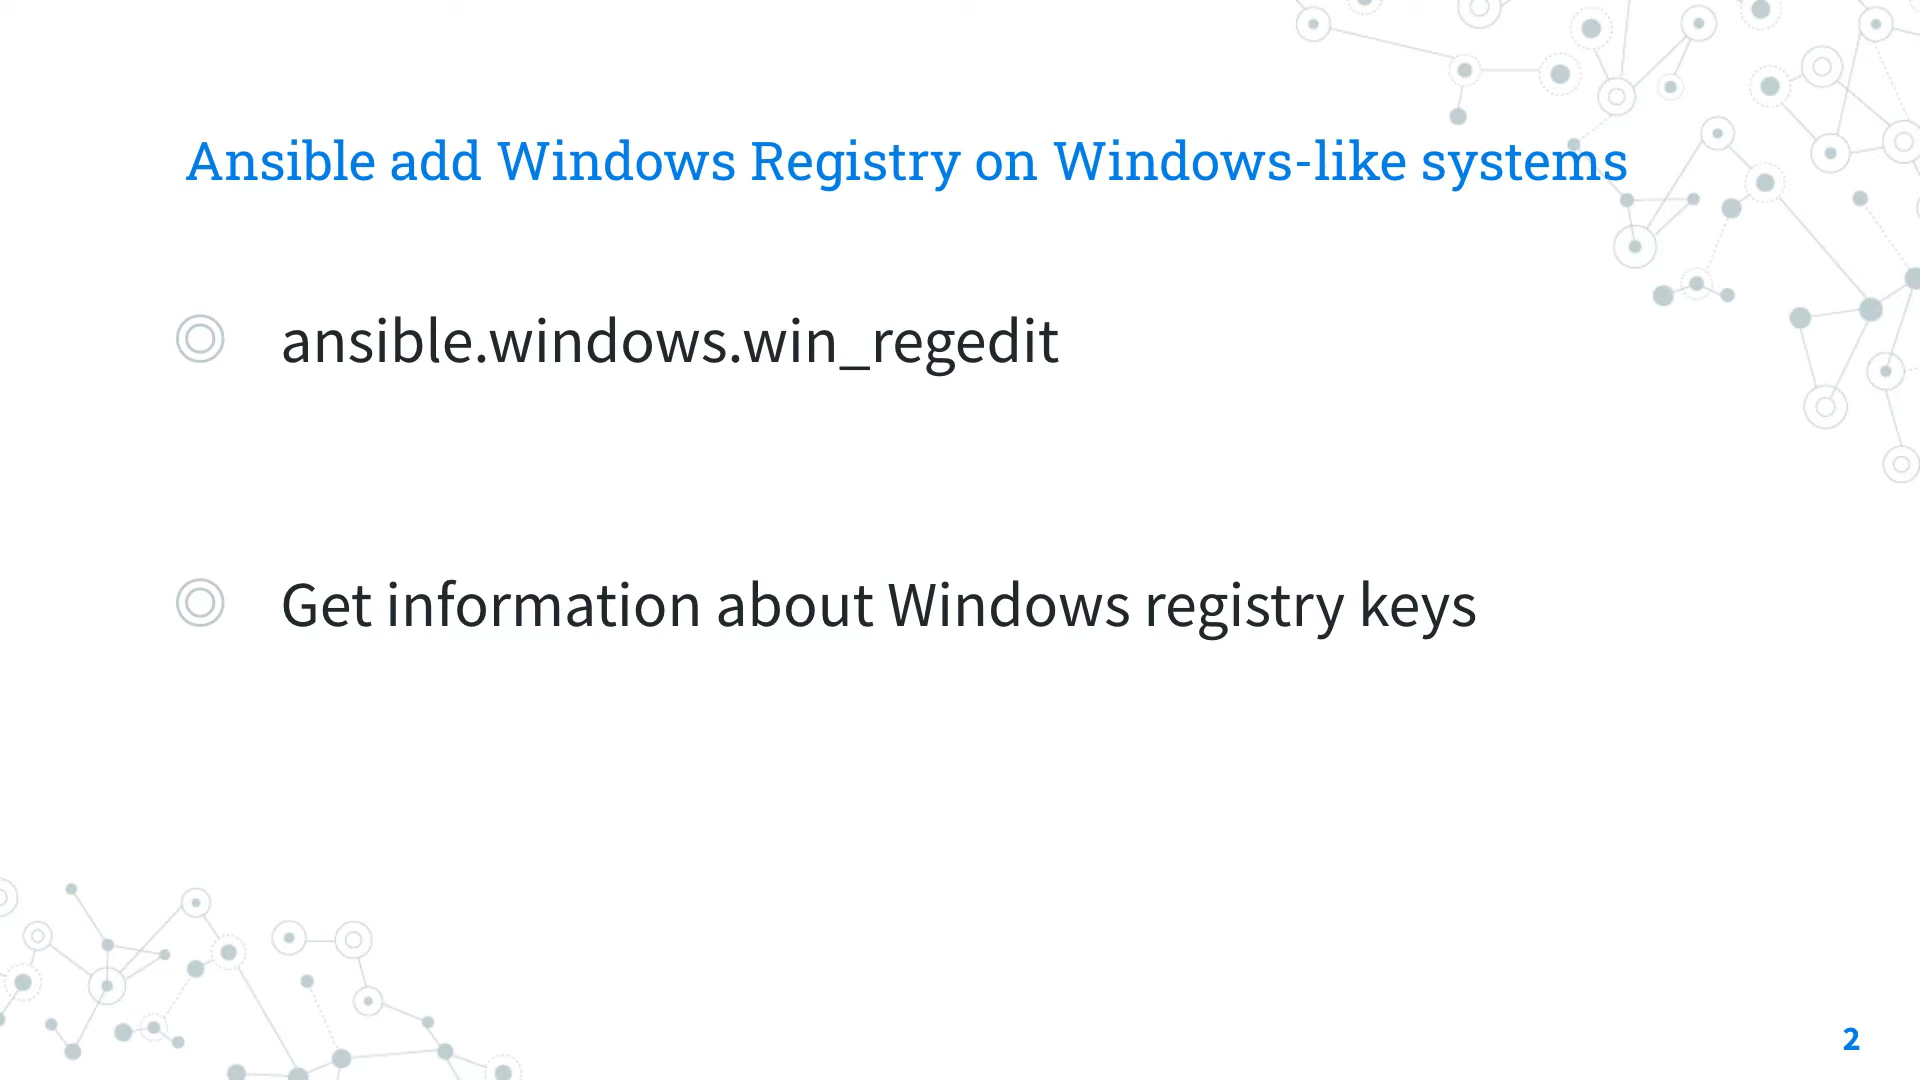 Ansible add Windows Registry on Windows-like systems
ansible.windows.win_regedit
Get information about Windows registry keys
2